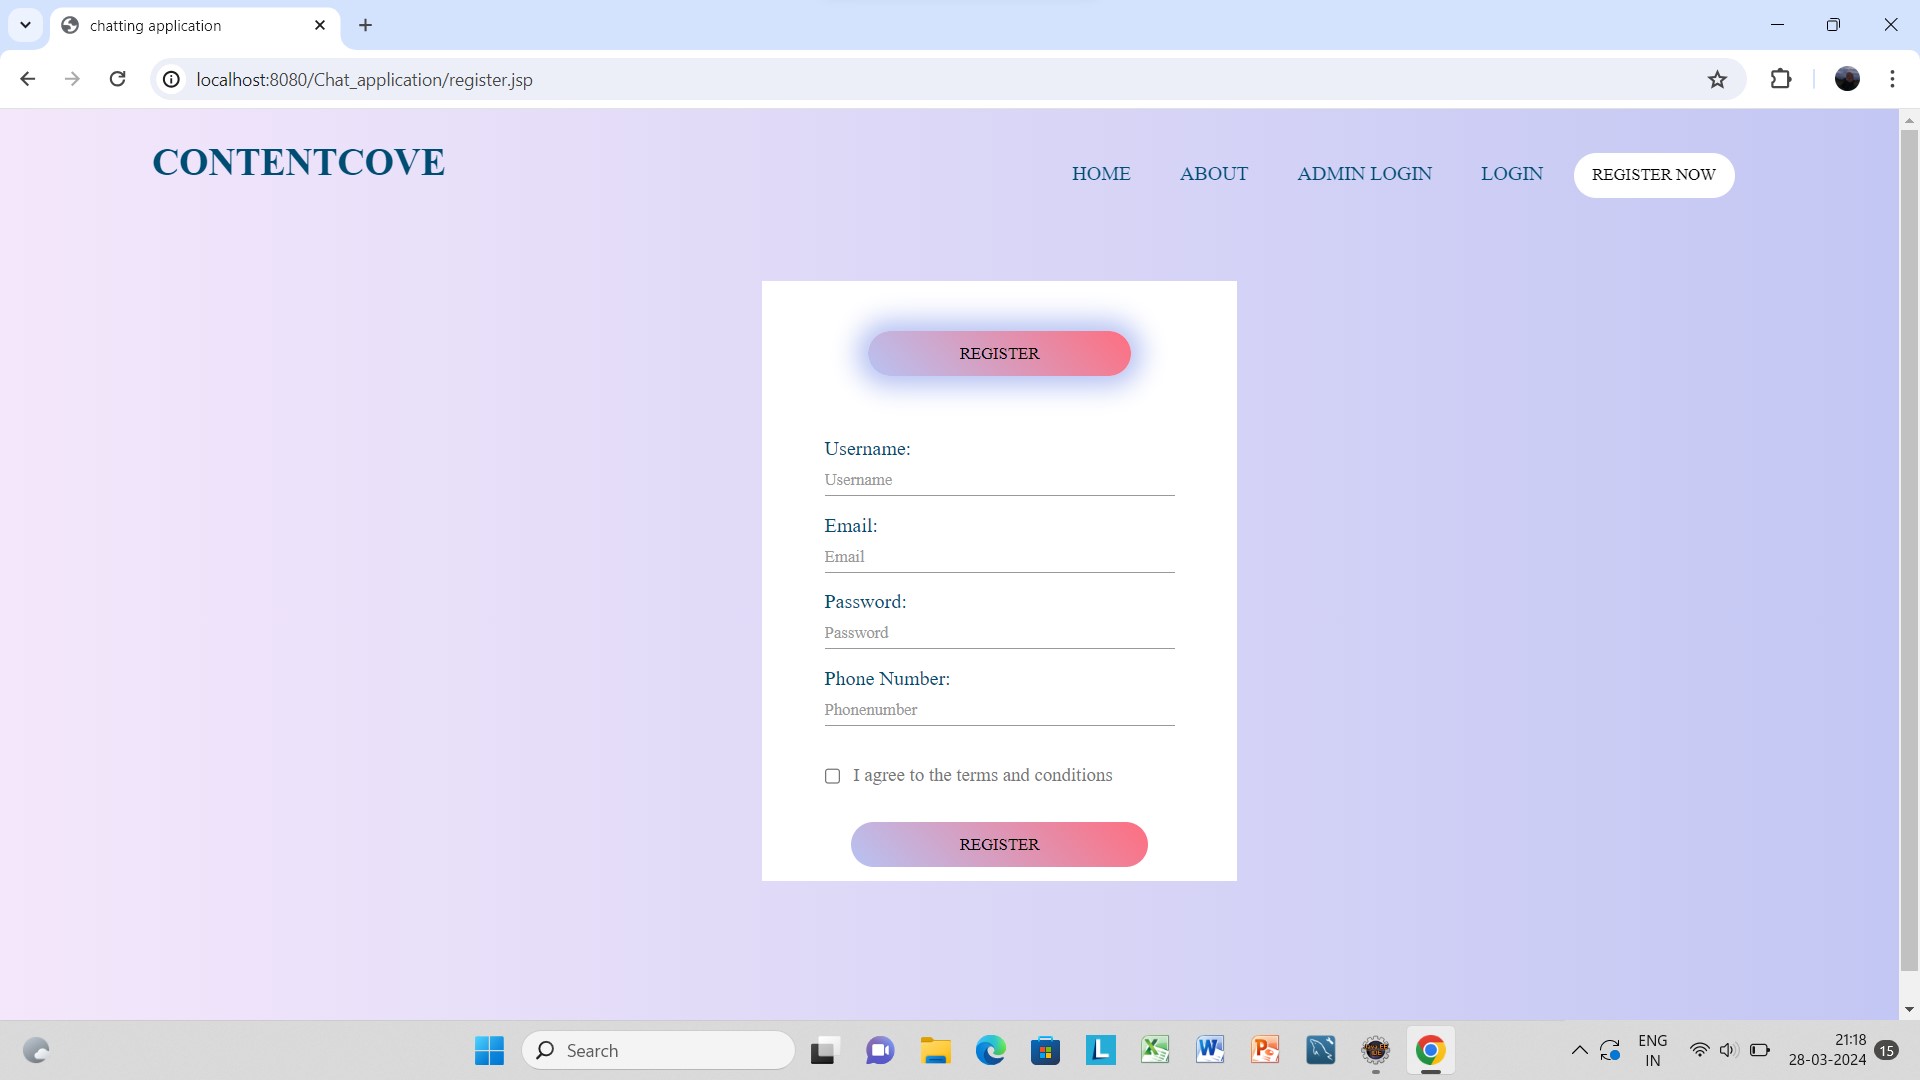 chatting application
localhost:8080/Chat_application/register.jsp
CONTENTCOVE
HOME ABOUT ADMIN LOGIN LOGIN REGISTER NOW
REGISTER
Username:
Username
Email:
Email
Password:
Password
Phone Number:
Phonenumber
I agree to the terms and conditions
REGISTER
Search
L
W
ENG
IN
21:18
28-03-2024
15